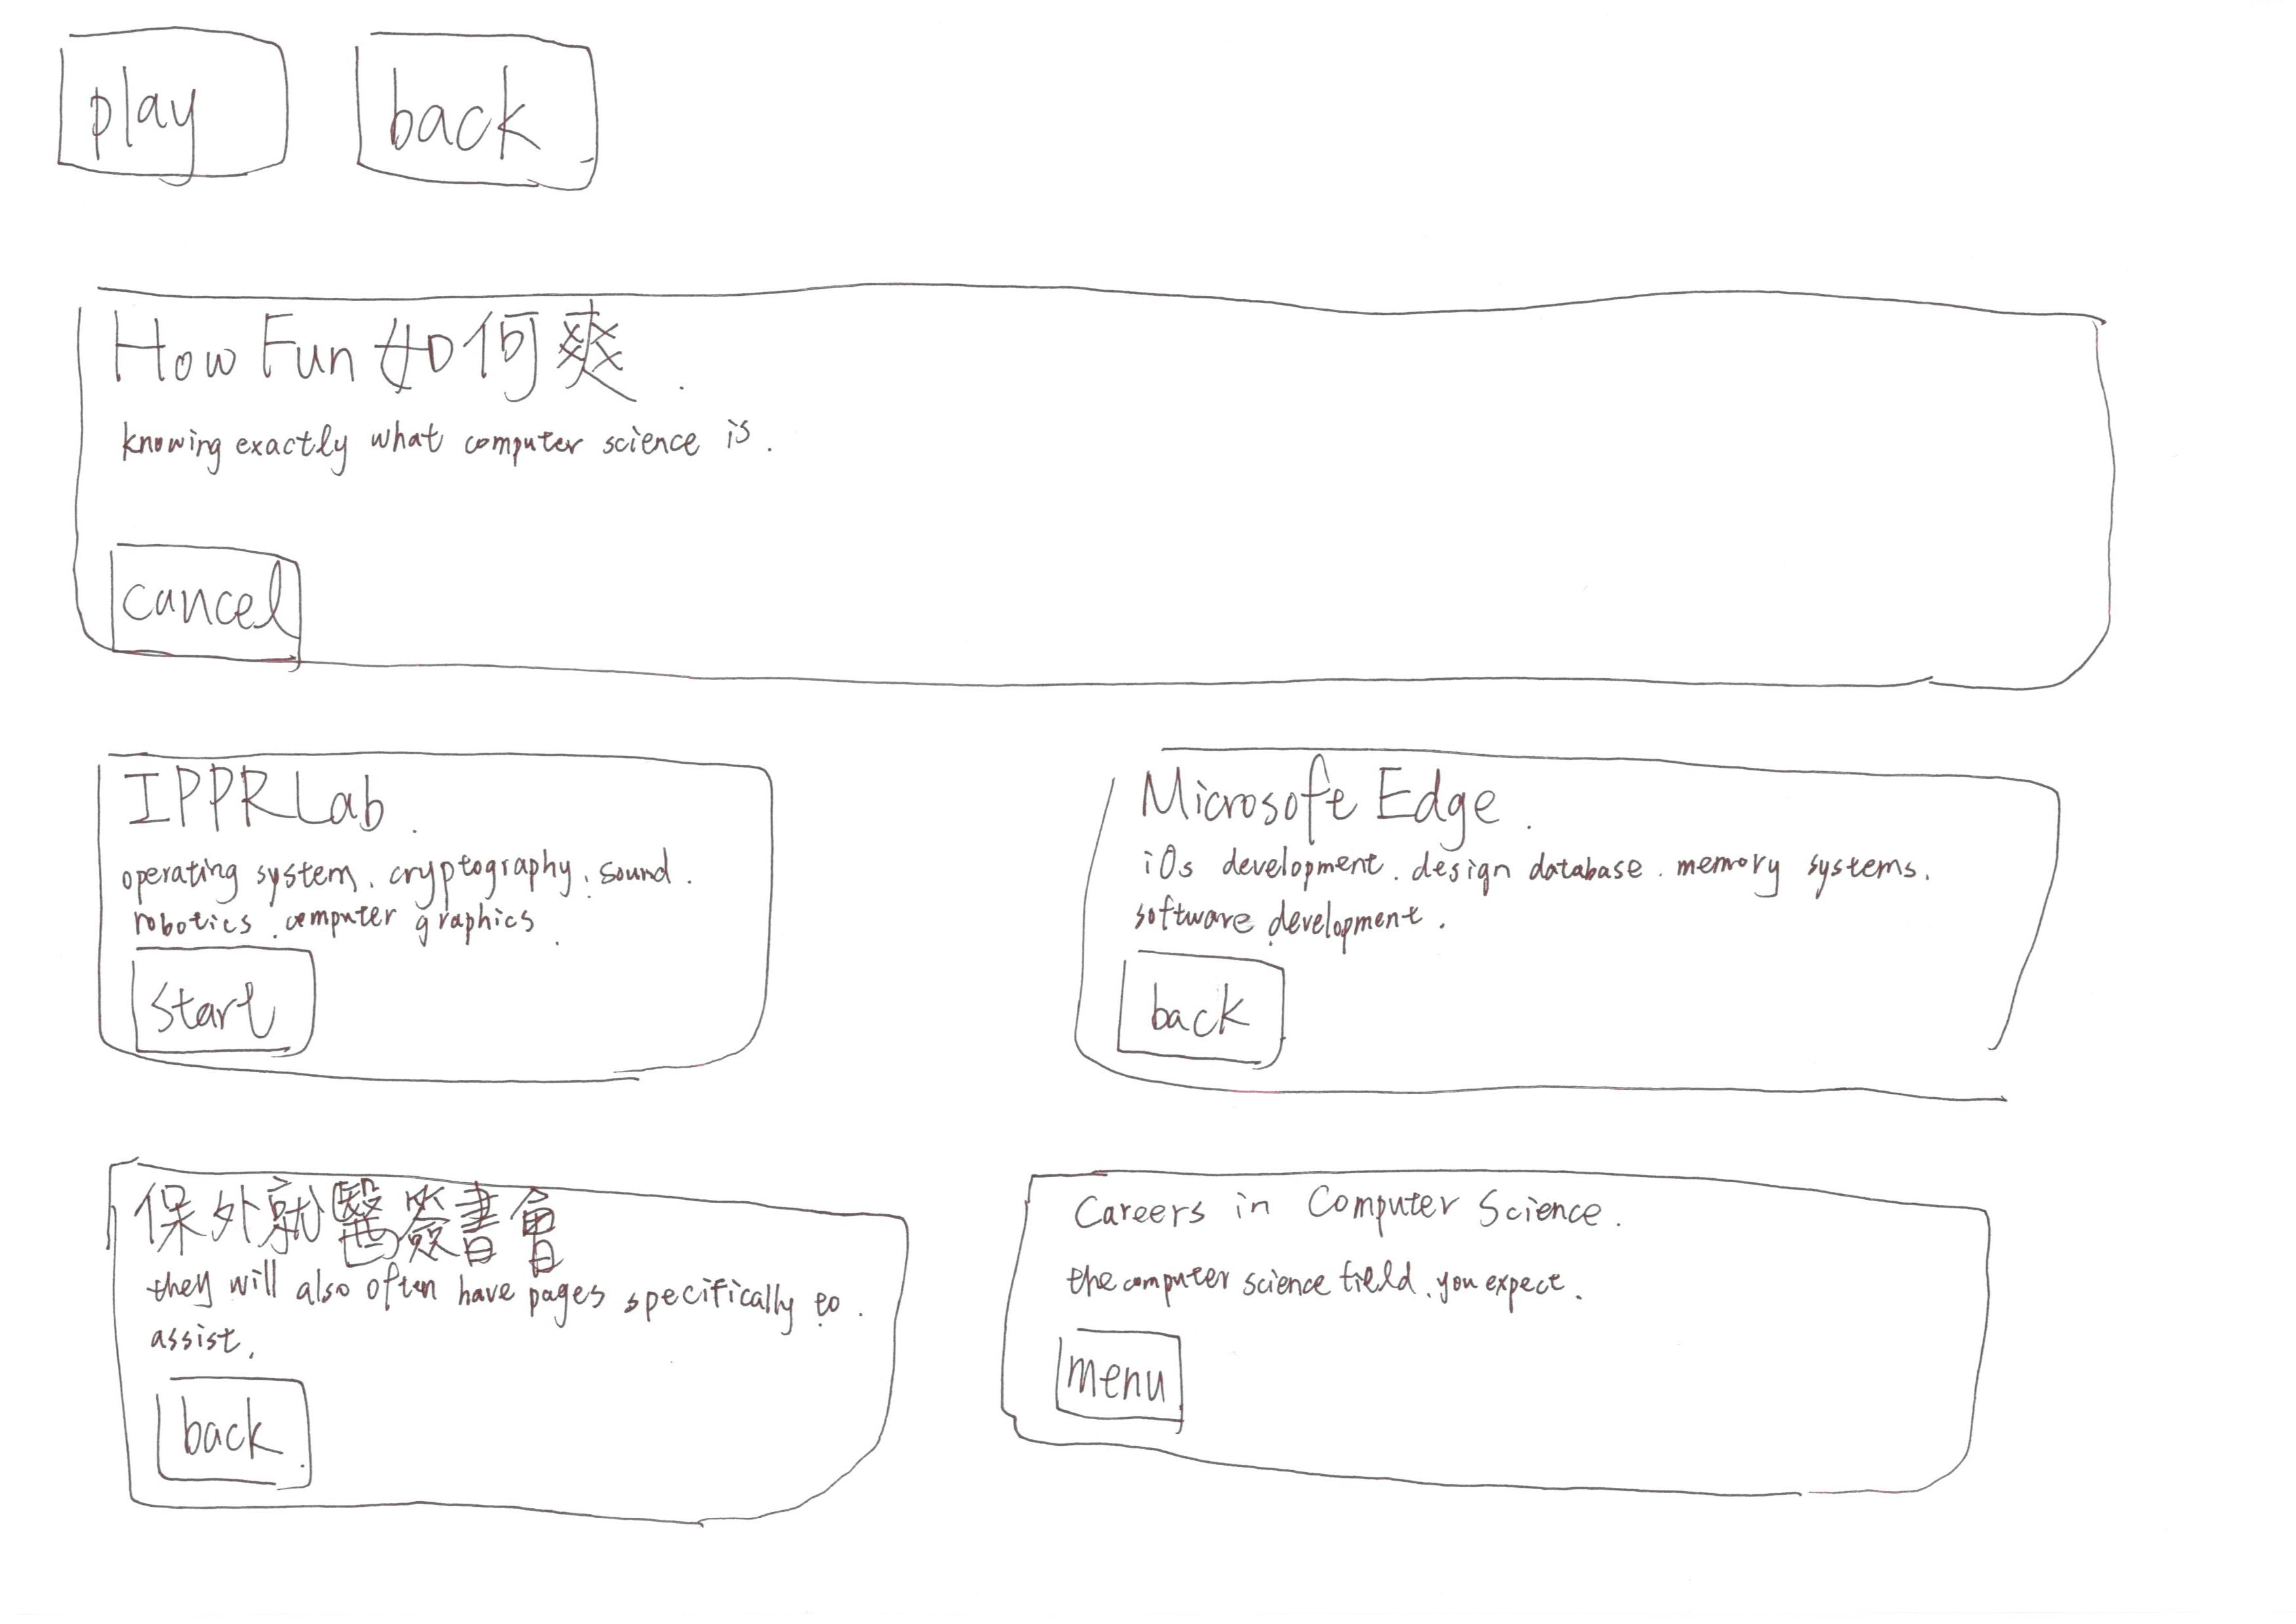 play
back
How Fun 如何爽.
knowing exactly what computer science is.
cancel
IPPR Lab.
operating system, cryptography, sound.
robotics, computer graphics.
start
Microsoft Edge.
iOs development. design database. memory systems.
software development.
back
保外就醫簽書會
they will also often have pages specifically to.
assist.
back
Careers in Computer Science.
the computer science field, you expect.
menu